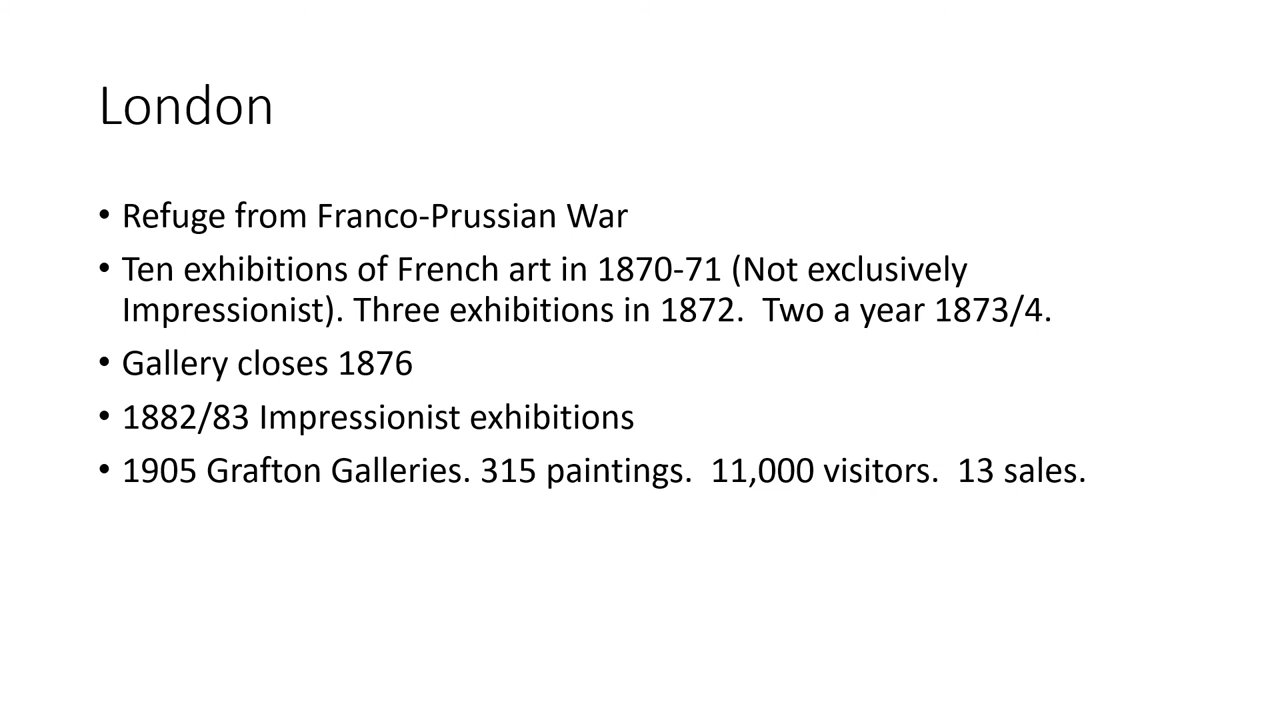 London
• Refuge from Franco-Prussian War
• Ten exhibitions of French art in 1870-71 (Not exclusively
Impressionist). Three exhibitions in 1872.  Two a year 1873/4.
• Gallery closes 1876
• 1882/83 Impressionist exhibitions
• 1905 Grafton Galleries. 315 paintings.  11,000 visitors.  13 sales.